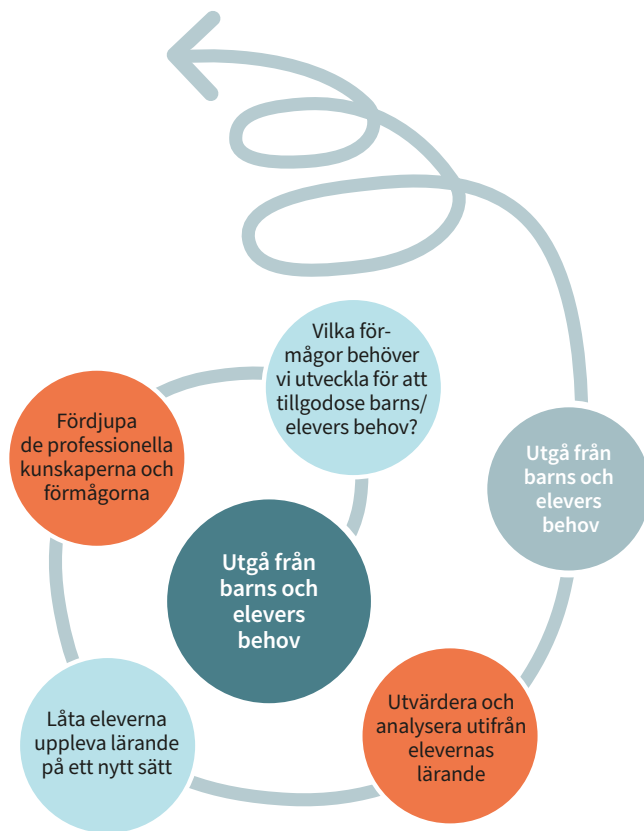 Utgå från
barns och
elevers
behov
Vilka för-
mågor behöver
vi utveckla för att
tillgodose barns/
elevers behov?
Fördjupa
de professionella
kunskaperna och
förmågorna
Låta eleverna
uppleva lärande
på ett nytt sätt
Utvärdera och
analysera utifrån
elevernas
lärande
Utgå från
barns och
elevers
behov